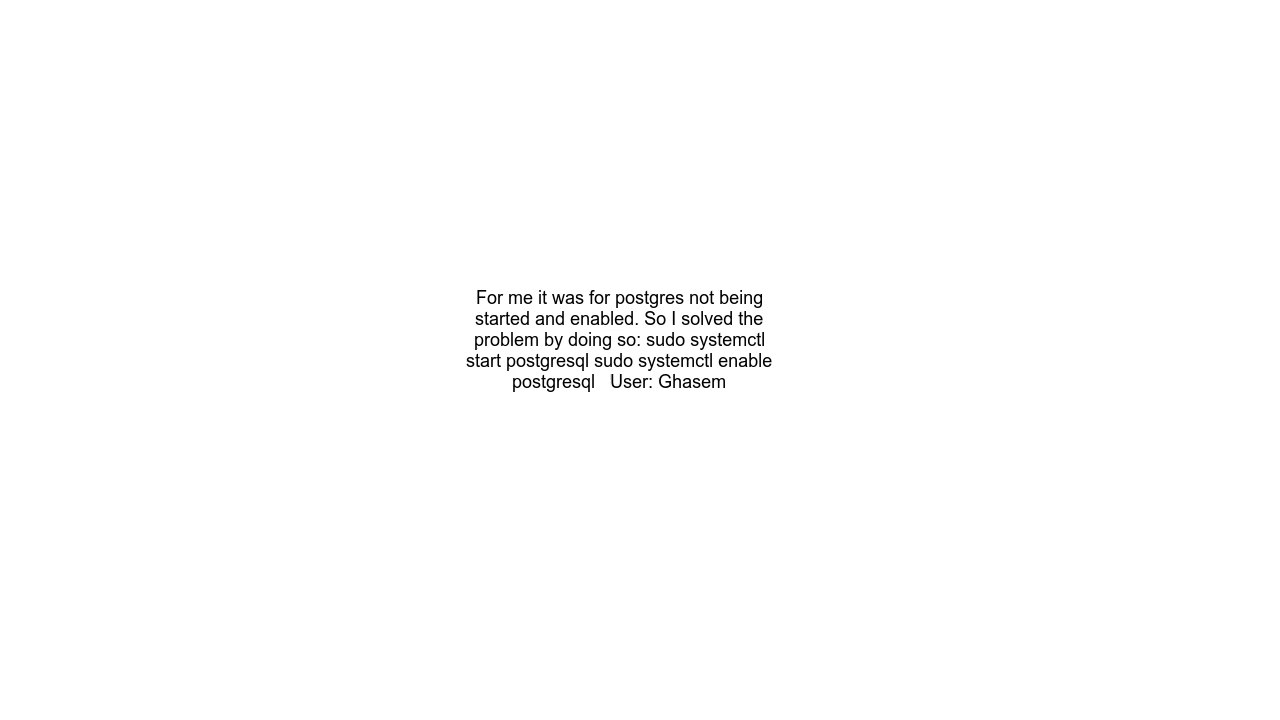 For me it was for postgres not being
started and enabled. So I solved the
problem by doing so: sudo systemctl
start postgresql sudo systemctl enable
postgresql   User: Ghasem